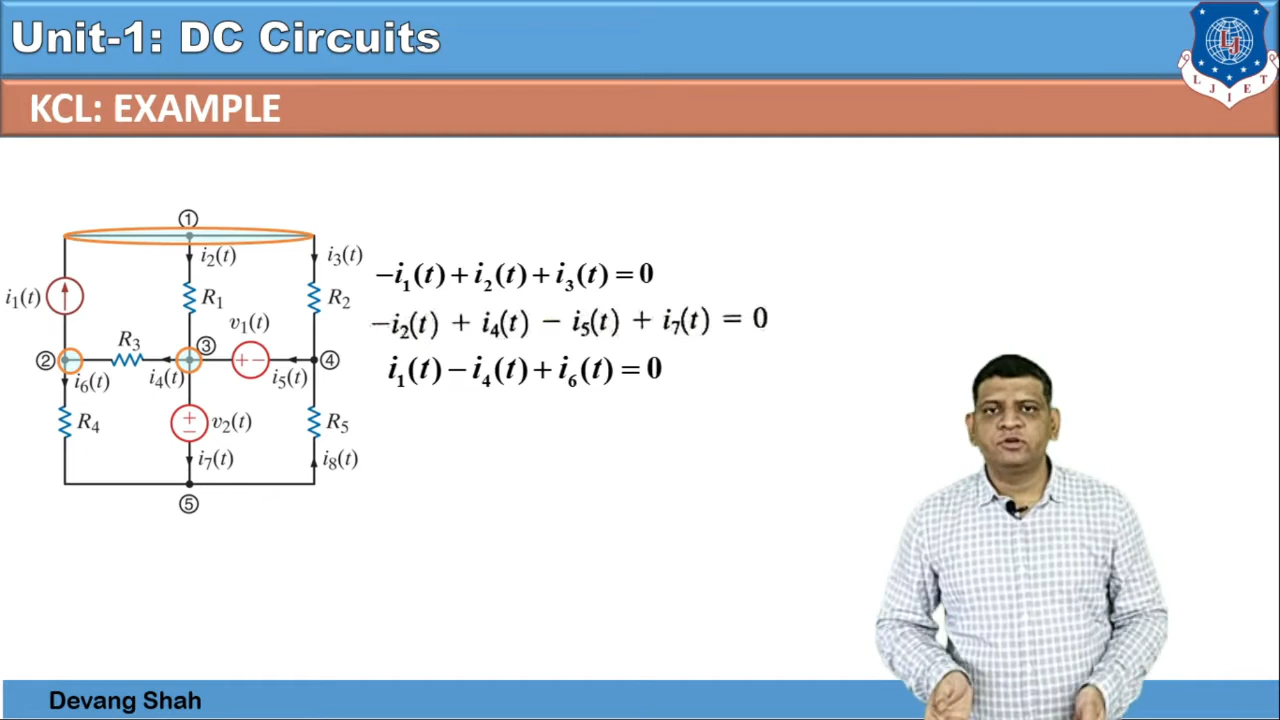 Unit-1: DC Circuits
LJIET
KCL: EXAMPLE
①
i₂(t)
i₃(t)
i₁(t)
R₁
R₂
v₁(t)
R₃
②
③
+ −
④
i₆(t)
i₄(t)
i₅(t)
R₄
+
−
v₂(t)
R₅
i₇(t)
i₈(t)
⑤
−i₁(t) + i₂(t) + i₃(t) = 0
−i₂(t) + i₄(t) − i₅(t) + i₇(t) = 0
i₁(t) − i₄(t) + i₆(t) = 0
Devang Shah